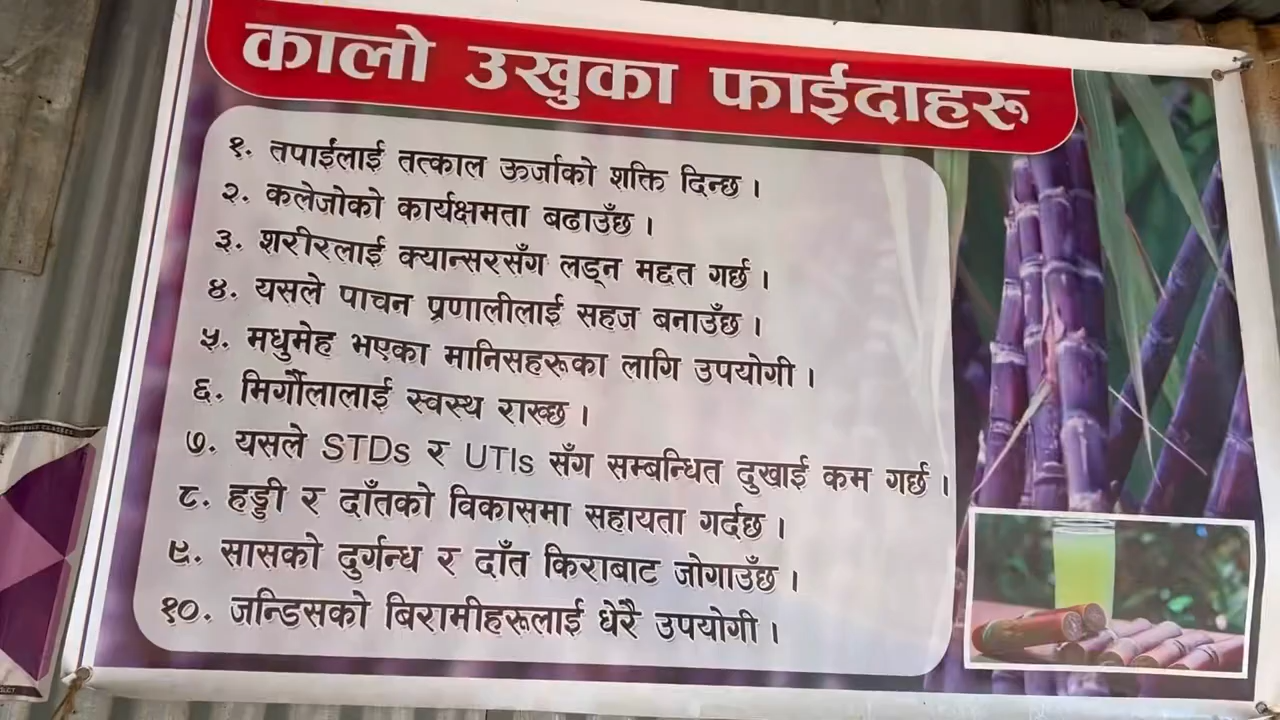 कालो उखुका फाईदाहरु
१. तपाईंलाई तत्काल ऊर्जाको शक्ति दिन्छ ।
२. कलेजोको कार्यक्षमता बढाउँछ ।
३. शरीरलाई क्यान्सरसँग लड्न मद्दत गर्छ ।
४. यसले पाचन प्रणालीलाई सहज बनाउँछ ।
५. मधुमेह भएका मानिसहरूका लागि उपयोगी ।
६. मिर्गौलालाई स्वस्थ राख्छ ।
७. यसले STDs र UTIs सँग सम्बन्धित दुखाई कम गर्छ ।
८. हड्डी र दाँतको विकासमा सहायता गर्दछ ।
९. सासको दुर्गन्ध र दाँत किराबाट जोगाउँछ ।
१०. जन्डिसको बिरामीहरूलाई धेरै उपयोगी ।